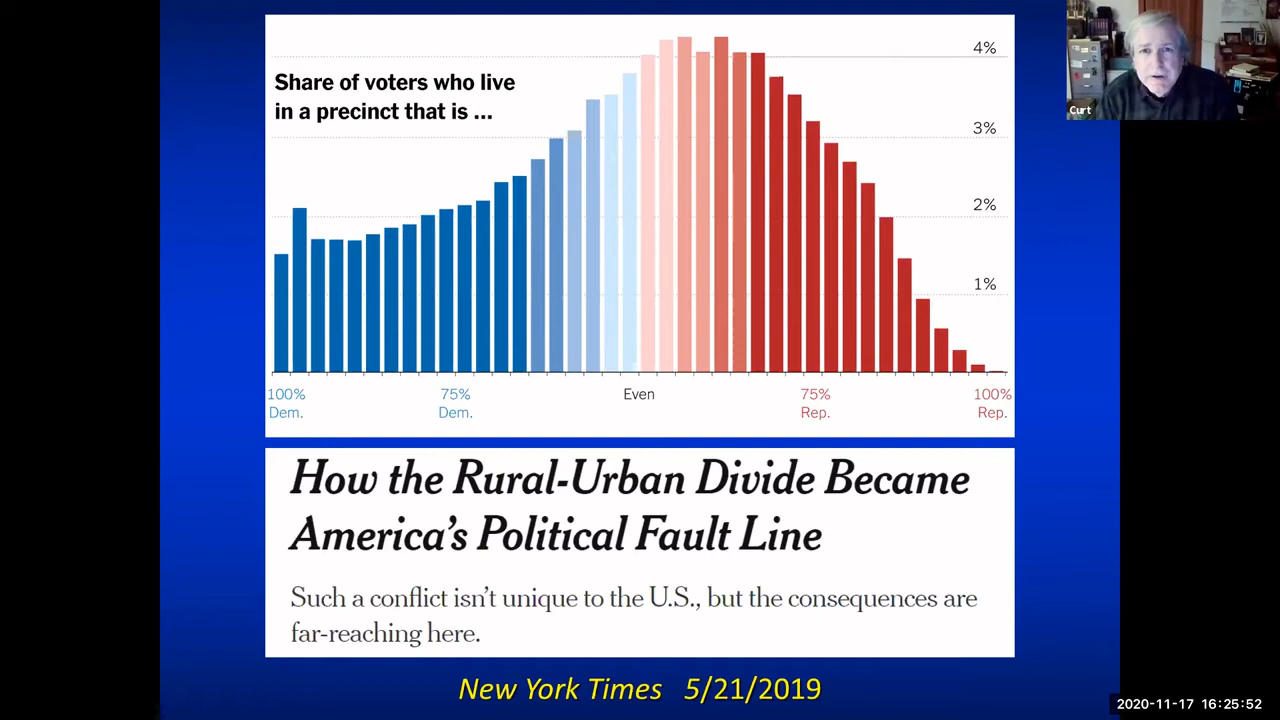 Share of voters who live
in a precinct that is ...
4%
3%
2%
1%
100%
Dem.
75%
Dem.
Even
75%
Rep.
100%
Rep.
How the Rural-Urban Divide Became
America’s Political Fault Line
Such a conflict isn’t unique to the U.S., but the consequences are
far-reaching here.
New York Times 5/21/2019
Curt
2020-11-17 16:25:52